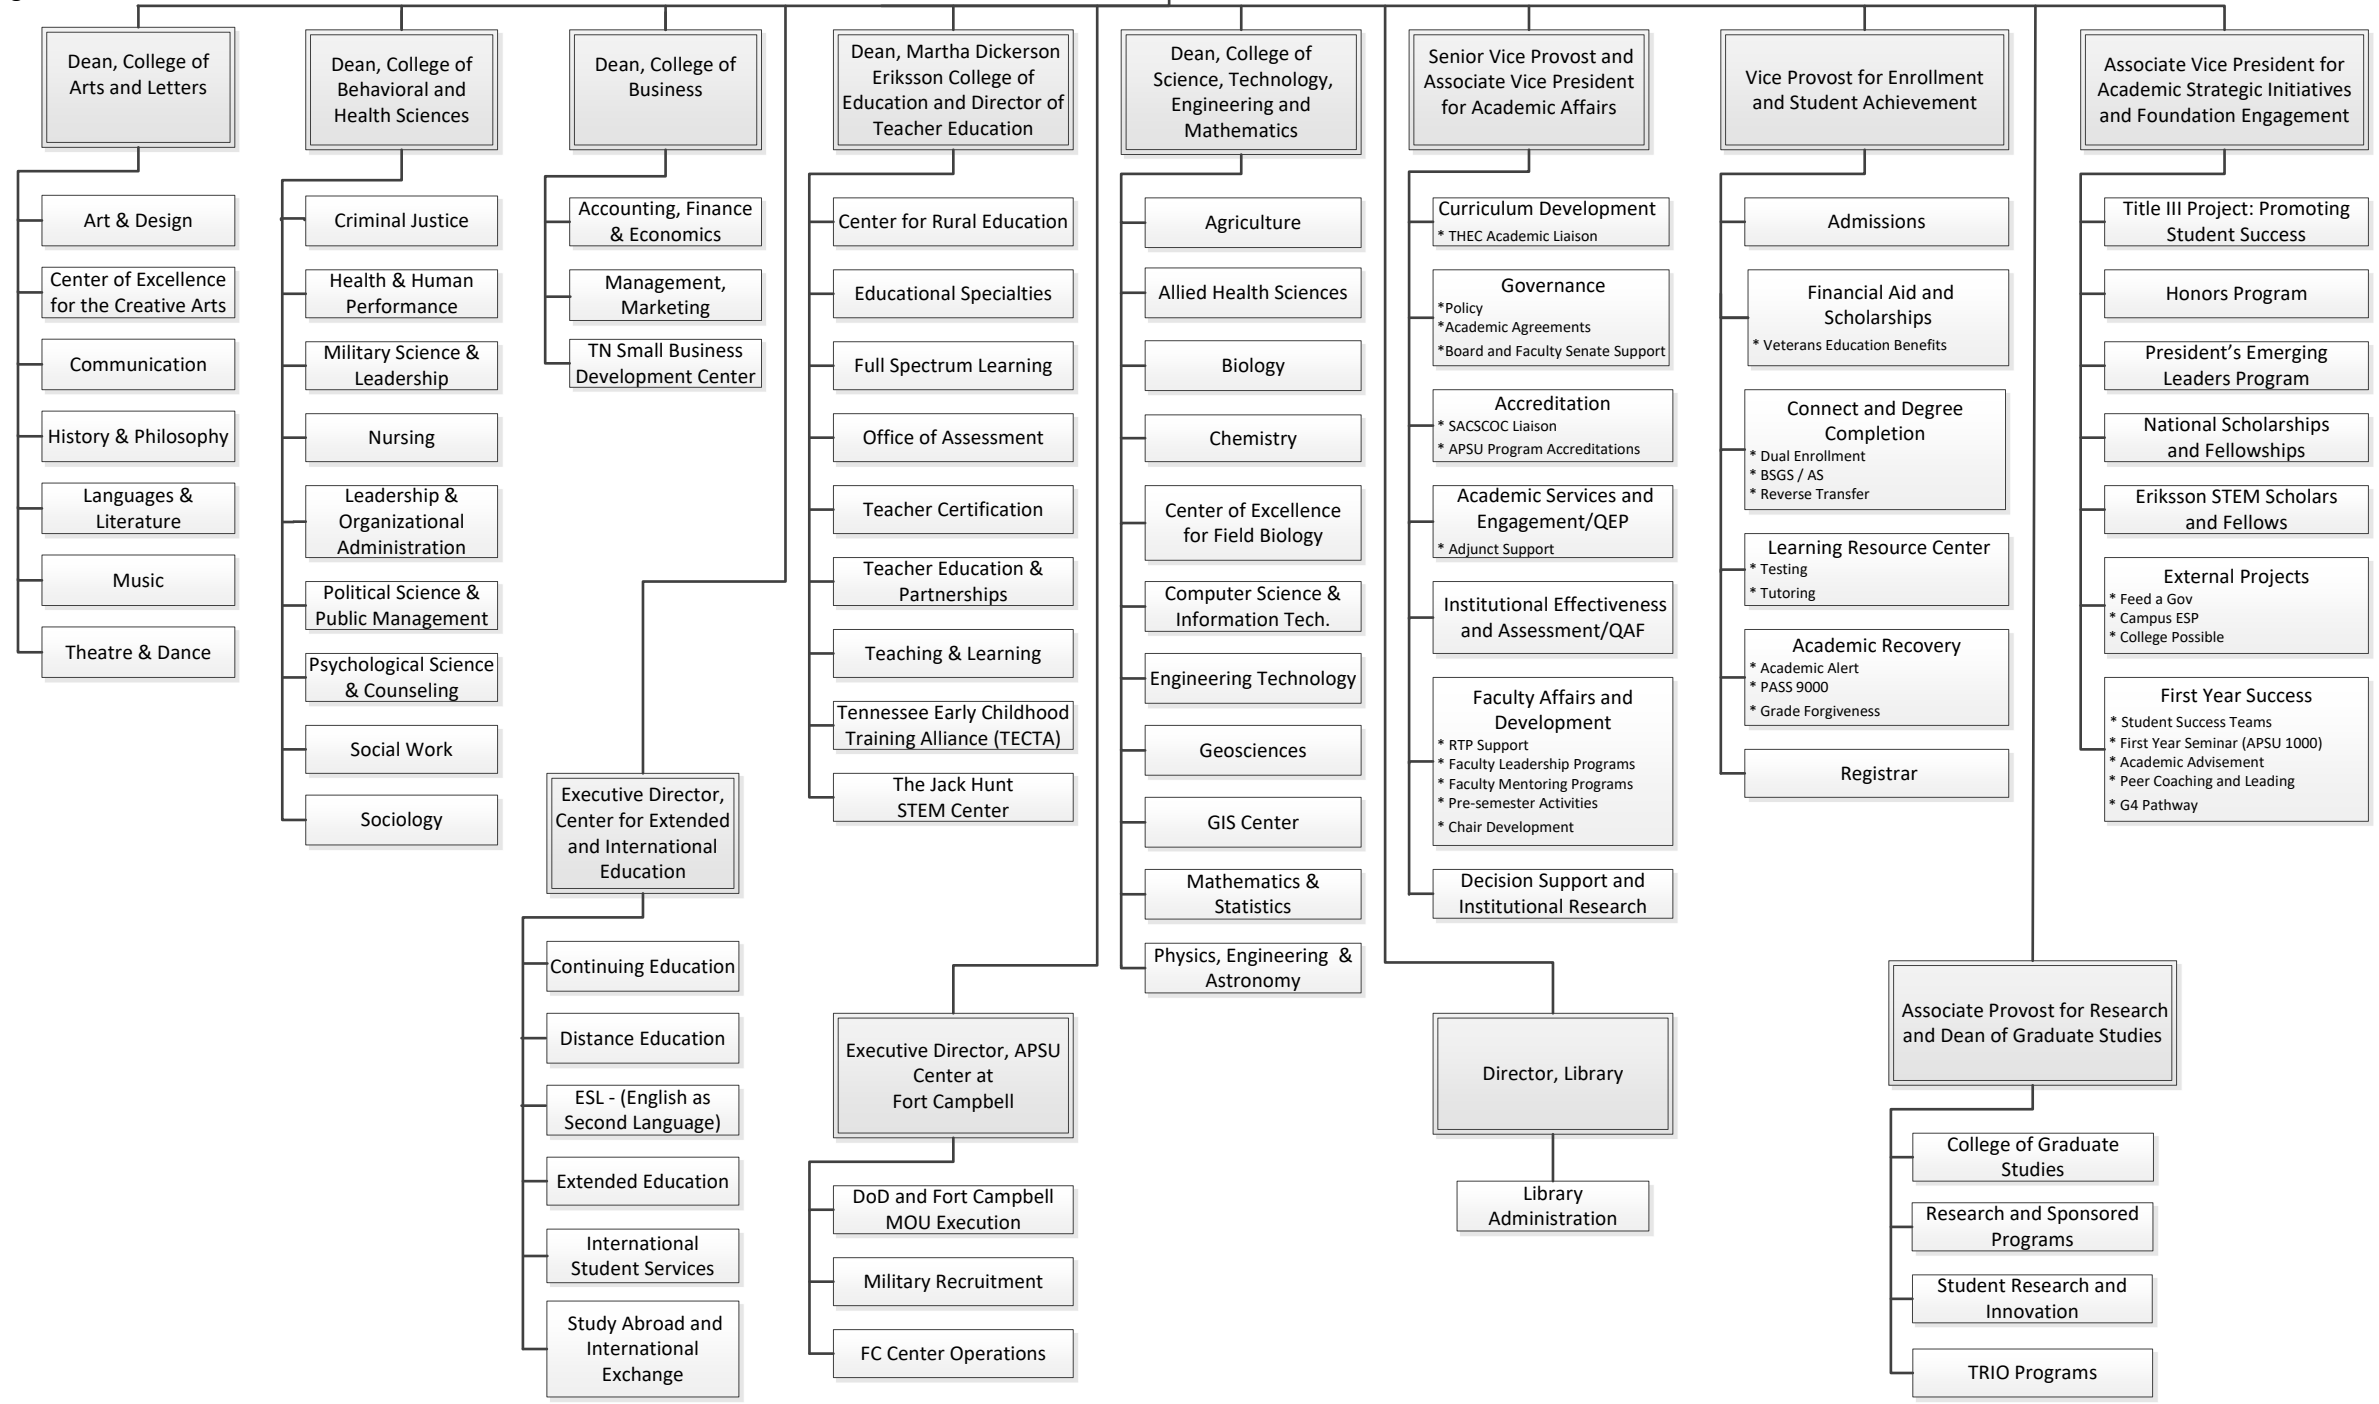 Dean, College of
Arts and Letters
Art & Design
Center of Excellence
for the Creative Arts
Communication
History & Philosophy
Languages &
Literature
Music
Theatre & Dance
Dean, College of
Behavioral and
Health Sciences
Criminal Justice
Health & Human
Performance
Military Science &
Leadership
Nursing
Leadership &
Organizational
Administration
Political Science &
Public Management
Psychological Science
& Counseling
Social Work
Sociology
Dean, College of
Business
Accounting, Finance
& Economics
Management,
Marketing
TN Small Business
Development Center
Executive Director,
Center for Extended
and International
Education
Continuing Education
Distance Education
ESL - (English as
Second Language)
Extended Education
International
Student Services
Study Abroad and
International
Exchange
Dean, Martha Dickerson
Eriksson College of
Education and Director of
Teacher Education
Center for Rural Education
Educational Specialties
Full Spectrum Learning
Office of Assessment
Teacher Certification
Teacher Education &
Partnerships
Teaching & Learning
Tennessee Early Childhood
Training Alliance (TECTA)
The Jack Hunt
STEM Center
Executive Director, APSU
Center at
Fort Campbell
DoD and Fort Campbell
MOU Execution
Military Recruitment
FC Center Operations
Dean, College of
Science, Technology,
Engineering and
Mathematics
Agriculture
Allied Health Sciences
Biology
Chemistry
Center of Excellence
for Field Biology
Computer Science &
Information Tech.
Engineering Technology
Geosciences
GIS Center
Mathematics &
Statistics
Physics, Engineering &
Astronomy
Senior Vice Provost and
Associate Vice President
for Academic Affairs
Curriculum Development
* THEC Academic Liaison
Governance
*Policy
*Academic Agreements
*Board and Faculty Senate Support
Accreditation
* SACSCOC Liaison
* APSU Program Accreditations
Academic Services and
Engagement/QEP
* Adjunct Support
Institutional Effectiveness
and Assessment/QAF
Faculty Affairs and
Development
* RTP Support
* Faculty Leadership Programs
* Faculty Mentoring Programs
* Pre-semester Activities
* Chair Development
Decision Support and
Institutional Research
Director, Library
Library
Administration
Vice Provost for Enrollment
and Student Achievement
Admissions
Financial Aid and
Scholarships
* Veterans Education Benefits
Connect and Degree
Completion
* Dual Enrollment
* BSGS / AS
* Reverse Transfer
Learning Resource Center
* Testing
* Tutoring
Academic Recovery
* Academic Alert
* PASS 9000
* Grade Forgiveness
Registrar
Associate Provost for Research
and Dean of Graduate Studies
College of Graduate
Studies
Research and Sponsored
Programs
Student Research and
Innovation
TRIO Programs
Associate Vice President for
Academic Strategic Initiatives
and Foundation Engagement
Title III Project: Promoting
Student Success
Honors Program
President’s Emerging
Leaders Program
National Scholarships
and Fellowships
Eriksson STEM Scholars
and Fellows
External Projects
* Feed a Gov
* Campus ESP
* College Possible
First Year Success
* Student Success Teams
* First Year Seminar (APSU 1000)
* Academic Advisement
* Peer Coaching and Leading
* G4 Pathway